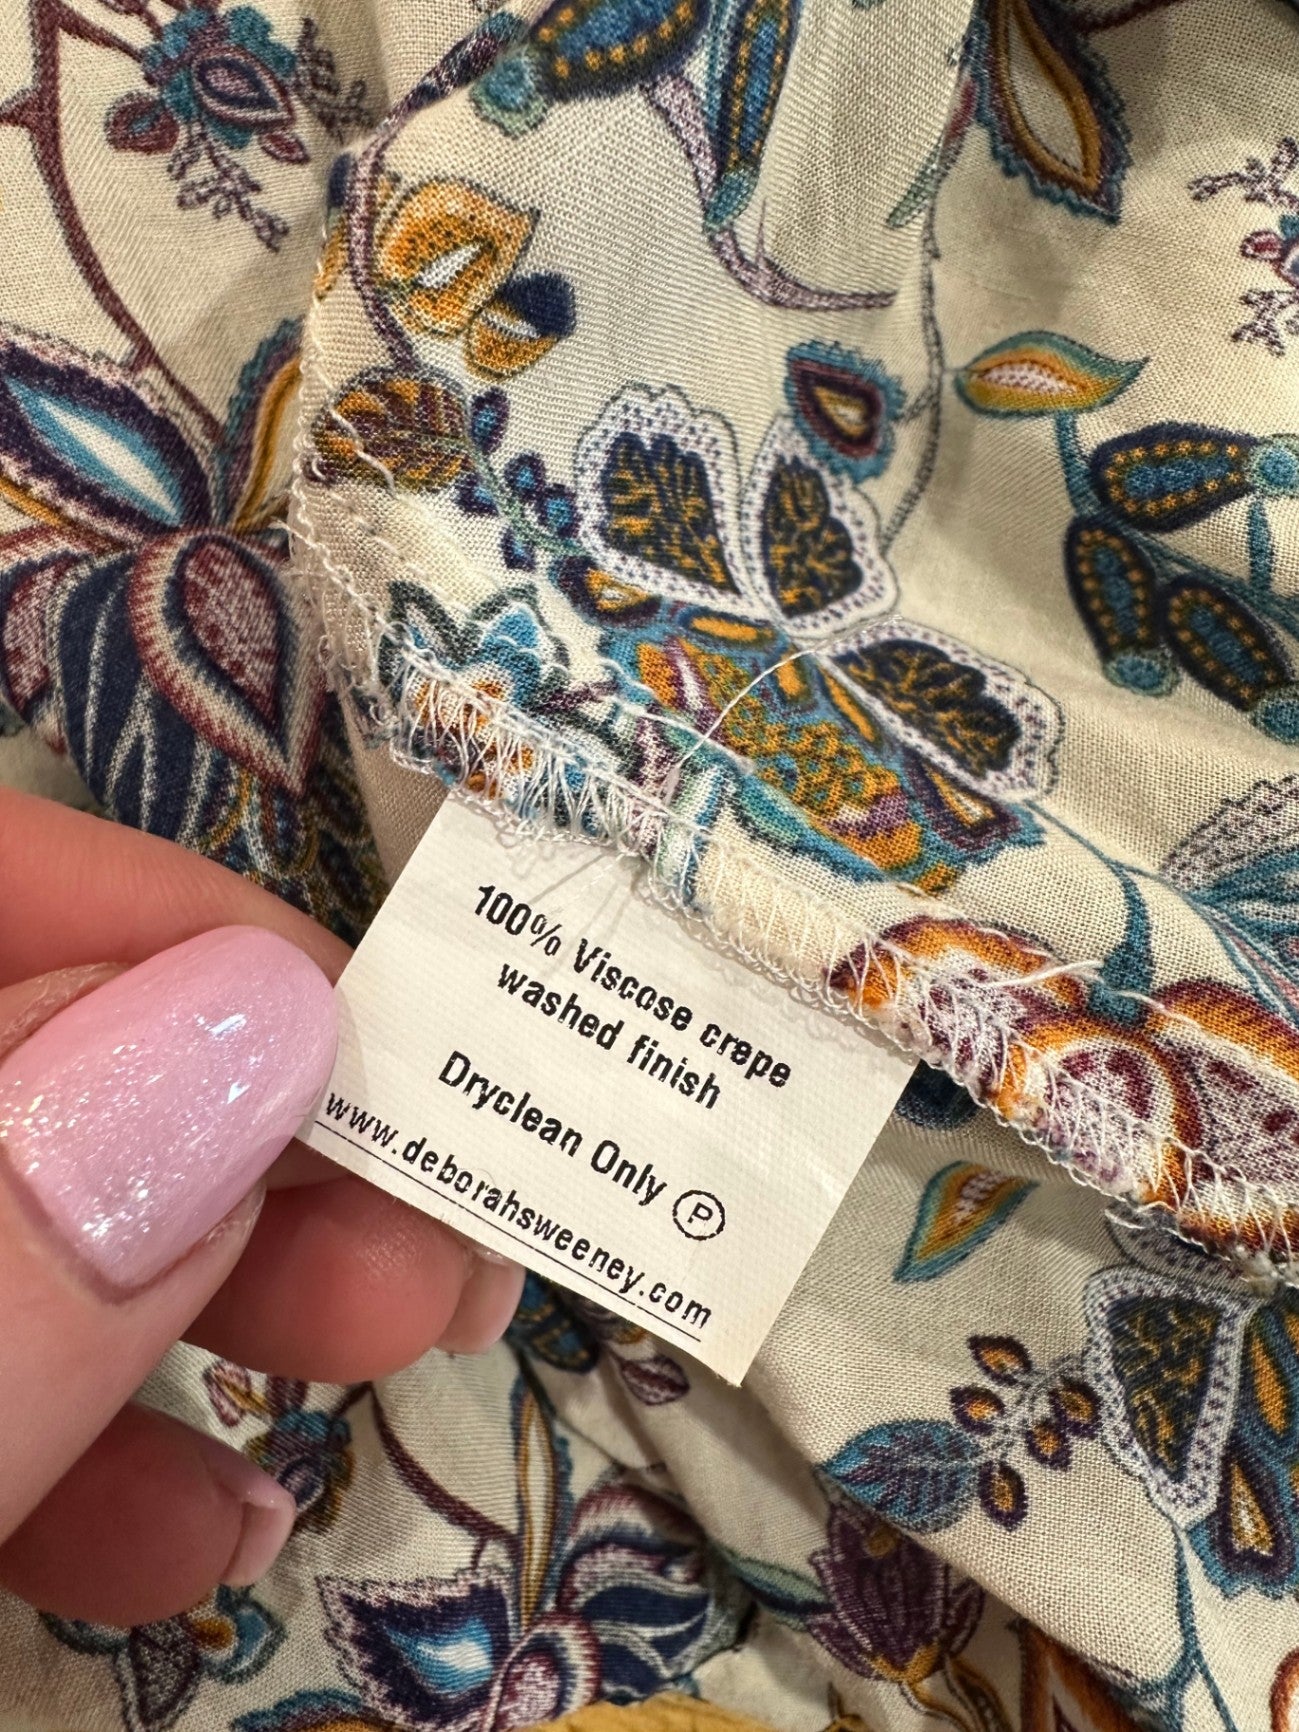 100% Viscose crepe
washed finish
Dryclean Only Ⓟ
www.deborahsweeney.com